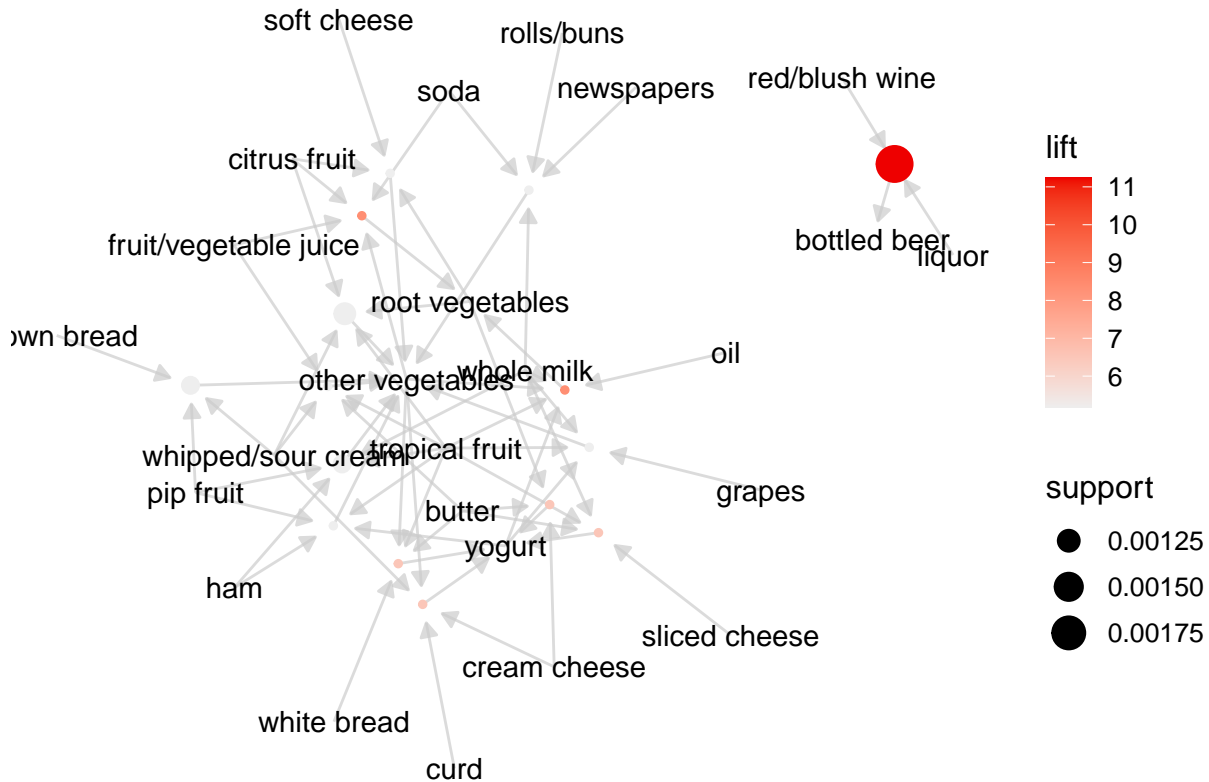 soft cheese
rolls/buns
soda
newspapers
red/blush wine
citrus fruit
fruit/vegetable juice
bottled beer
liquor
root vegetables
own bread
oil
whole milk
other vegetables
tropical fruit
whipped/sour cream
pip fruit
grapes
butter
yogurt
ham
sliced cheese
cream cheese
white bread
curd
lift
11
10
9
8
7
6
support
0.00125
0.00150
0.00175